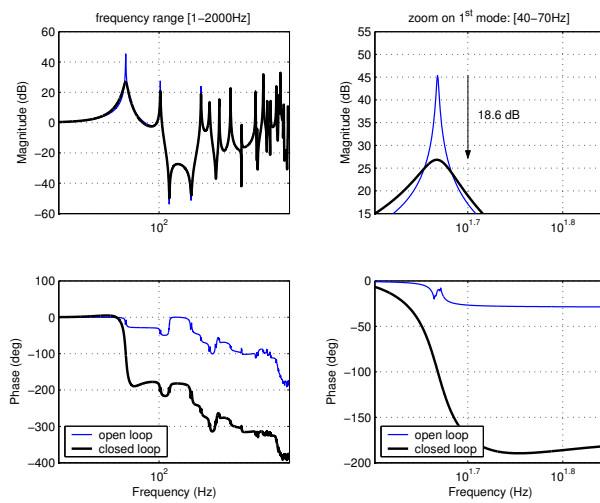 frequency range [1−2000Hz]
Magnitude (dB)
60
40
20
0
−20
−40
−60
10^2
zoom on 1^st mode: [40−70Hz]
Magnitude (dB)
55
50
45
40
35
30
25
20
15
18.6 dB
10^1.7
10^1.8
Phase (deg)
100
0
−100
−200
−300
−400
open loop
closed loop
10^2
Frequency (Hz)
Phase (deg)
0
−50
−100
−150
−200
open loop
closed loop
10^1.7
10^1.8
Frequency (Hz)